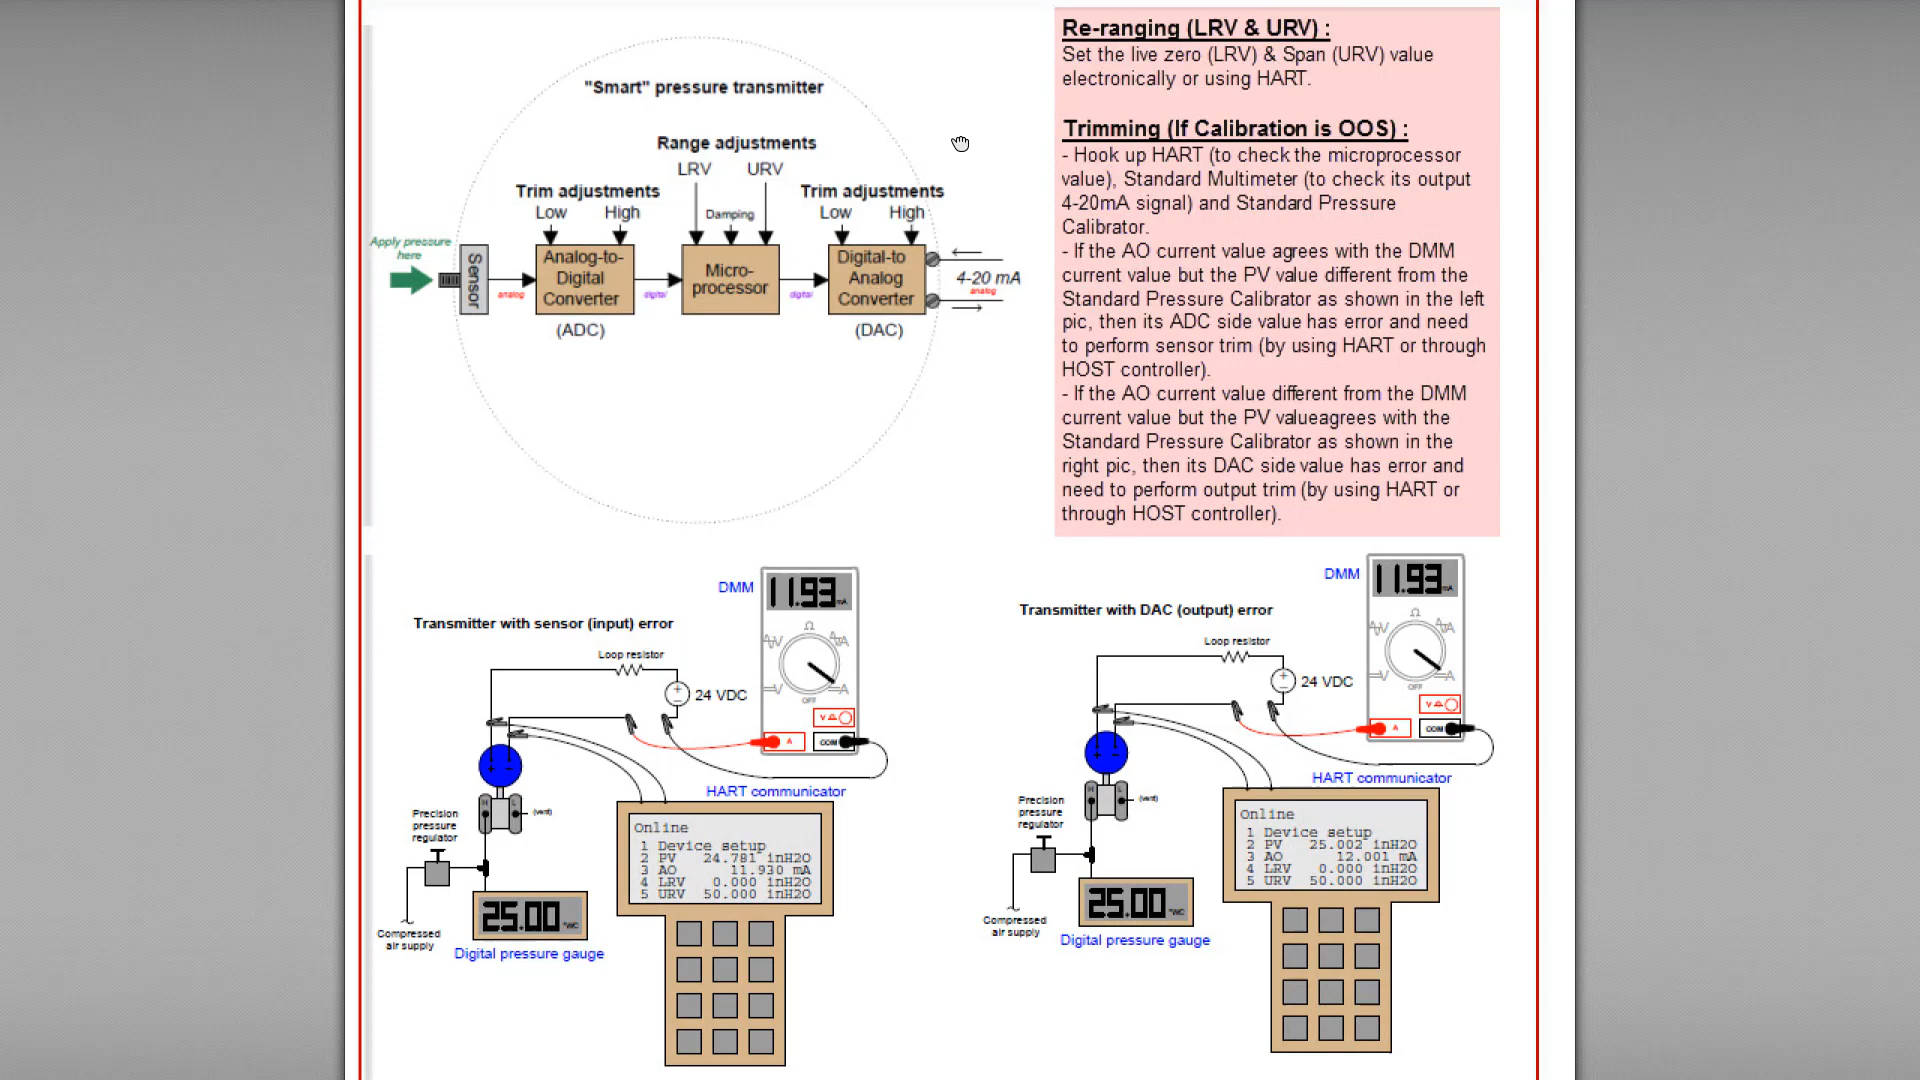 "Smart" pressure transmitter
Range adjustments
LRV URV
Trim adjustments
Low High
Damping
Trim adjustments
Low High
Apply pressure
here
Sensor
analog
Analog-to-
Digital
Converter
(ADC)
digital
Micro-
processor
digital
Digital-to
Analog
Converter
(DAC)
4-20 mA
analog
Re-ranging (LRV & URV) :
Set the live zero (LRV) & Span (URV) value
electronically or using HART.
Trimming (If Calibration is OOS) :
- Hook up HART (to check the microprocessor
value), Standard Multimeter (to check its output
4-20mA signal) and Standard Pressure
Calibrator.
- If the AO current value agrees with the DMM
current value but the PV value different from the
Standard Pressure Calibrator as shown in the left
pic, then its ADC side value has error and need
to perform sensor trim (by using HART or through
HOST controller).
- If the AO current value different from the DMM
current value but the PV valueagrees with the
Standard Pressure Calibrator as shown in the
right pic, then its DAC side value has error and
need to perform output trim (by using HART or
through HOST controller).
Transmitter with sensor (input) error
DMM
11.93 mA
Ω
V
A
V
A
OFF
V
A
COM
Loop resistor
+
-
24 VDC
+ -
H L
(vent)
Precision
pressure
regulator
Compressed
air supply
25.00 "WC
Digital pressure gauge
HART communicator
Online
1 Device setup
2 PV 24.781 inH2O
3 AO 11.930 mA
4 LRV 0.000 inH2O
5 URV 50.000 inH2O
Transmitter with DAC (output) error
DMM
11.93 mA
Ω
V
A
V
A
OFF
V
A
COM
Loop resistor
+
-
24 VDC
+ -
H L
(vent)
Precision
pressure
regulator
Compressed
air supply
25.00 "WC
Digital pressure gauge
HART communicator
Online
1 Device setup
2 PV 25.002 inH2O
3 AO 12.001 mA
4 LRV 0.000 inH2O
5 URV 50.000 inH2O